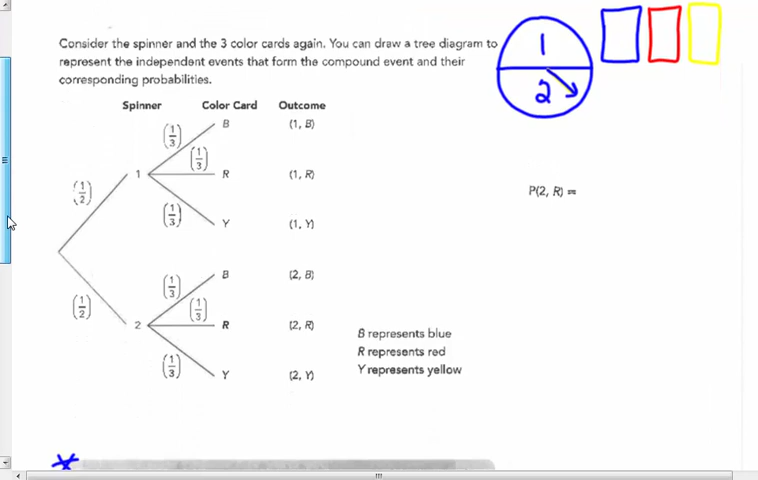 Consider the spinner and the 3 color cards again. You can draw a tree diagram to
represent the independent events that form the compound event and their
corresponding probabilities.
1
2
Spinner Color Card Outcome
(1/3) B (1, B)
(1/2) 1 (1/3) R (1, R)
(1/3) Y (1, Y)
P(2, R) =
(1/3) B (2, B)
(1/2) 2 (1/3) R (2, R)
(1/3) Y (2, Y)
B represents blue
R represents red
Y represents yellow